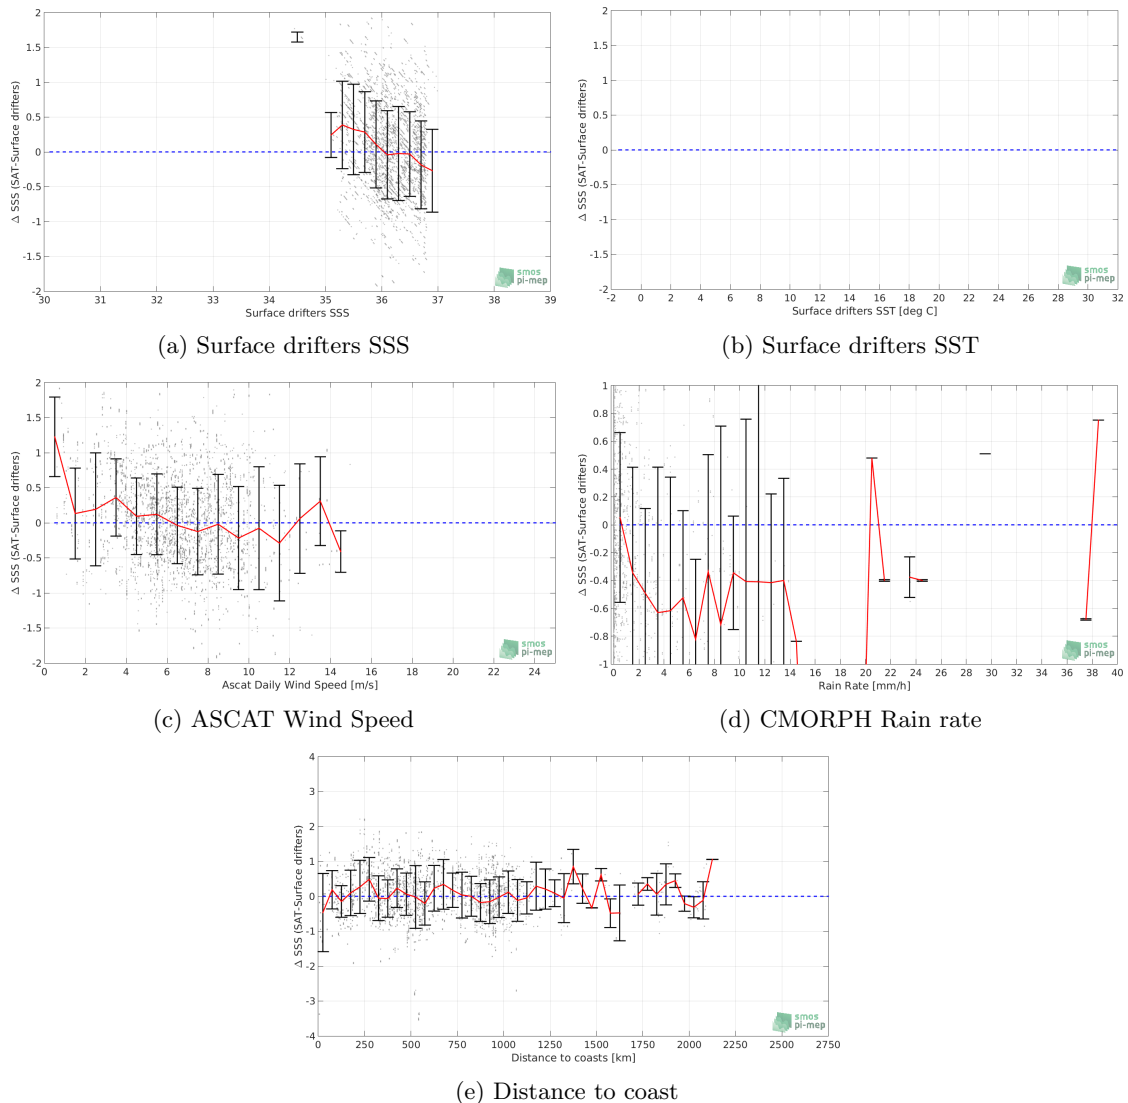 2
1.5
1
0.5
0
-0.5
-1
-1.5
-2
Δ SSS (SAT-Surface drifters)
30 31 32 33 34 35 36 37 38 39
Surface drifters SSS
smos
pi-mep
(a) Surface drifters SSS
2
1.5
1
0.5
0
-0.5
-1
-1.5
-2
Δ SSS (SAT-Surface drifters)
-2 0 2 4 6 8 10 12 14 16 18 20 22 24 26 28 30 32
Surface drifters SST [deg C]
smos
pi-mep
(b) Surface drifters SST
2
1.5
1
0.5
0
-0.5
-1
-1.5
-2
Δ SSS (SAT-Surface drifters)
0 2 4 6 8 10 12 14 16 18 20 22 24
Ascat Daily Wind Speed [m/s]
smos
pi-mep
(c) ASCAT Wind Speed
1
0.8
0.6
0.4
0.2
0
-0.2
-0.4
-0.6
-0.8
-1
Δ SSS (SAT-Surface drifters)
0 2 4 6 8 10 12 14 16 18 20 22 24 26 28 30 32 34 36 38 40
Rain Rate [mm/h]
smos
pi-mep
(d) CMORPH Rain rate
4
3
2
1
0
-1
-2
-3
-4
Δ SSS (SAT-Surface drifters)
0 250 500 750 1000 1250 1500 1750 2000 2250 2500 2750
Distance to coasts [km]
smos
pi-mep
(e) Distance to coast